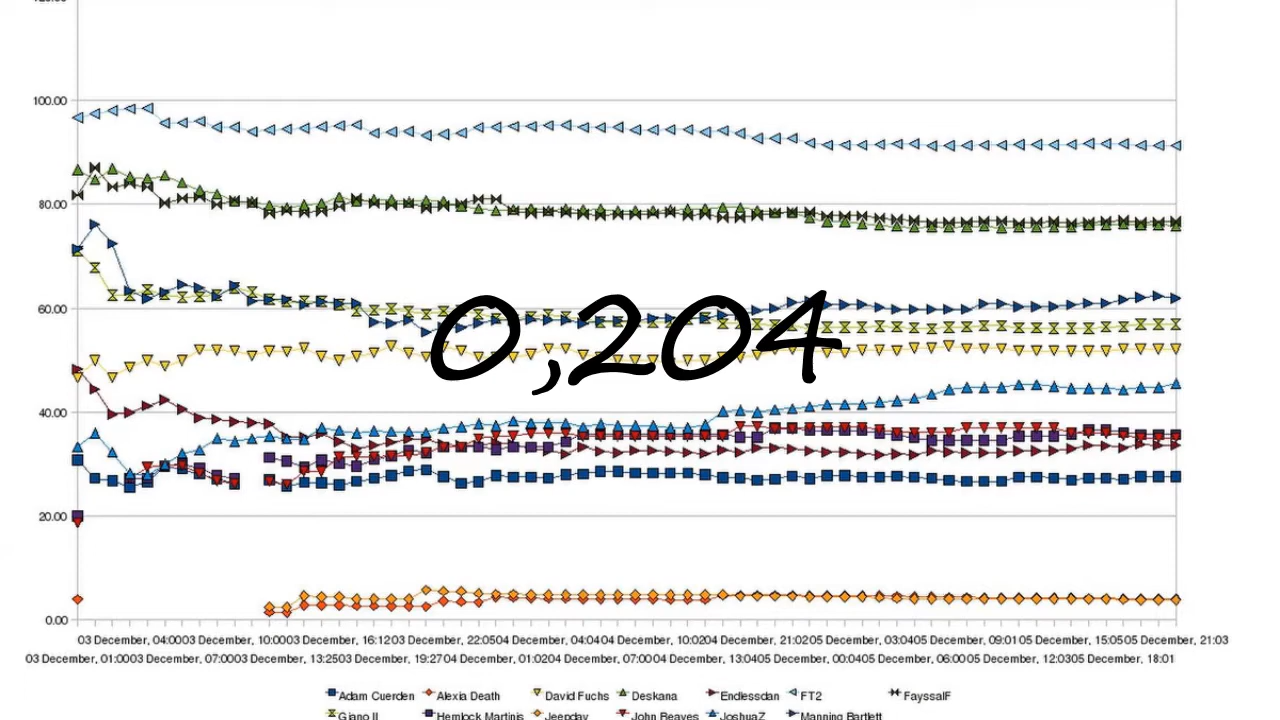 120.00
100.00
80.00
60.00
0,204
40.00
20.00
0.00
03 December, 04:00 03 December, 10:00 03 December, 16:12 03 December, 22:05 04 December, 04:04 04 December, 10:02 04 December, 21:02 05 December, 03:04 05 December, 09:01 05 December, 15:05 05 December, 21:03
03 December, 01:00 03 December, 07:00 03 December, 13:25 03 December, 19:27 04 December, 01:02 04 December, 07:00 04 December, 13:04 05 December, 00:04 05 December, 06:00 05 December, 12:03 05 December, 18:01
Adam Cuerden Alexia Death David Fuchs Deskana Endlessdan FT2 FayssalF
Giano II Hemlock Martinis Jeepday John Reaves JoshuaZ Manning Bartlett